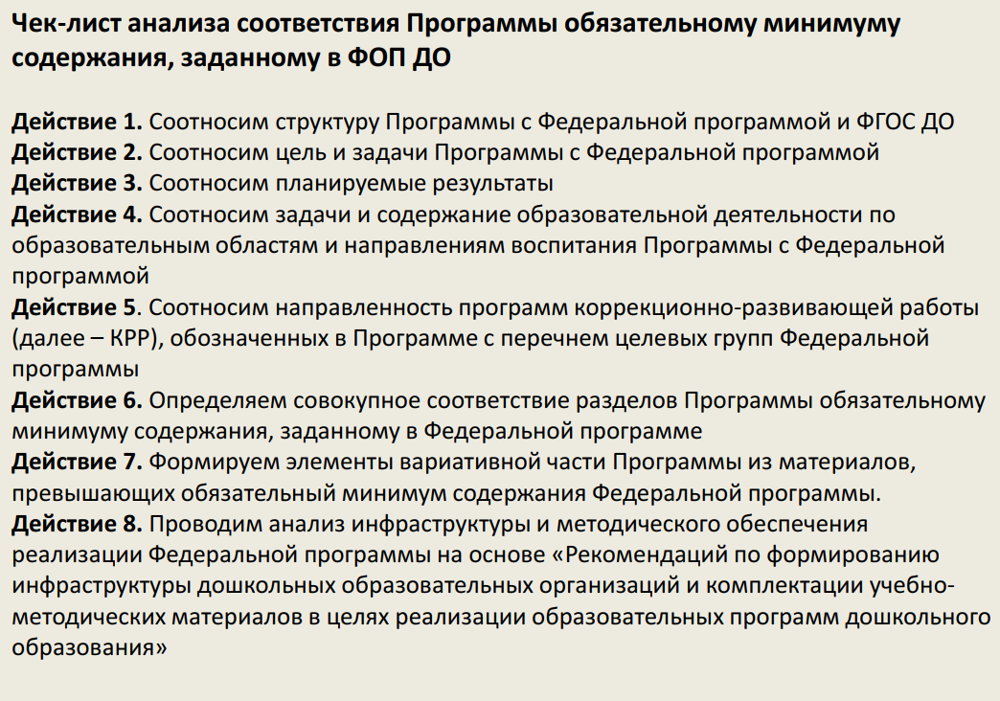 Чек-лист анализа соответствия Программы обязательному минимуму
содержания, заданному в ФОП ДО
Действие 1. Соотносим структуру Программы с Федеральной программой и ФГОС ДО
Действие 2. Соотносим цель и задачи Программы с Федеральной программой
Действие 3. Соотносим планируемые результаты
Действие 4. Соотносим задачи и содержание образовательной деятельности по
образовательным областям и направлениям воспитания Программы с Федеральной
программой
Действие 5. Соотносим направленность программ коррекционно-развивающей работы
(далее – КРР), обозначенных в Программе с перечнем целевых групп Федеральной
программы
Действие 6. Определяем совокупное соответствие разделов Программы обязательному
минимуму содержания, заданному в Федеральной программе
Действие 7. Формируем элементы вариативной части Программы из материалов,
превышающих обязательный минимум содержания Федеральной программы.
Действие 8. Проводим анализ инфраструктуры и методического обеспечения
реализации Федеральной программы на основе «Рекомендаций по формированию
инфраструктуры дошкольных образовательных организаций и комплектации учебно-
методических материалов в целях реализации образовательных программ дошкольного
образования»